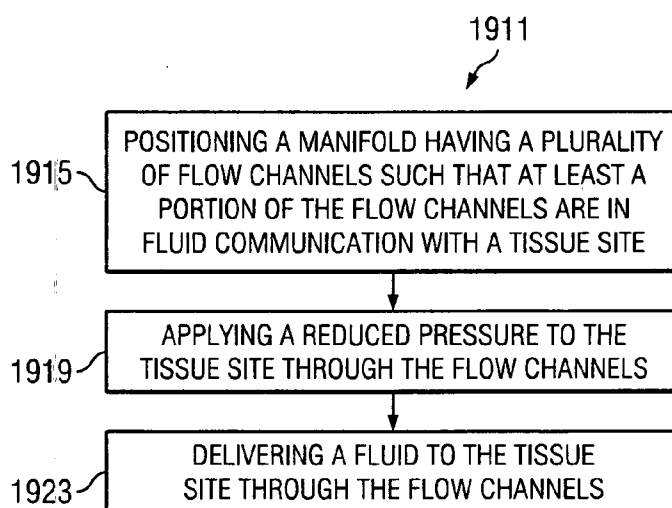 1911
POSITIONING A MANIFOLD HAVING A PLURALITY
OF FLOW CHANNELS SUCH THAT AT LEAST A
PORTION OF THE FLOW CHANNELS ARE IN
FLUID COMMUNICATION WITH A TISSUE SITE
1915
APPLYING A REDUCED PRESSURE TO THE
TISSUE SITE THROUGH THE FLOW CHANNELS
1919
DELIVERING A FLUID TO THE TISSUE
SITE THROUGH THE FLOW CHANNELS
1923